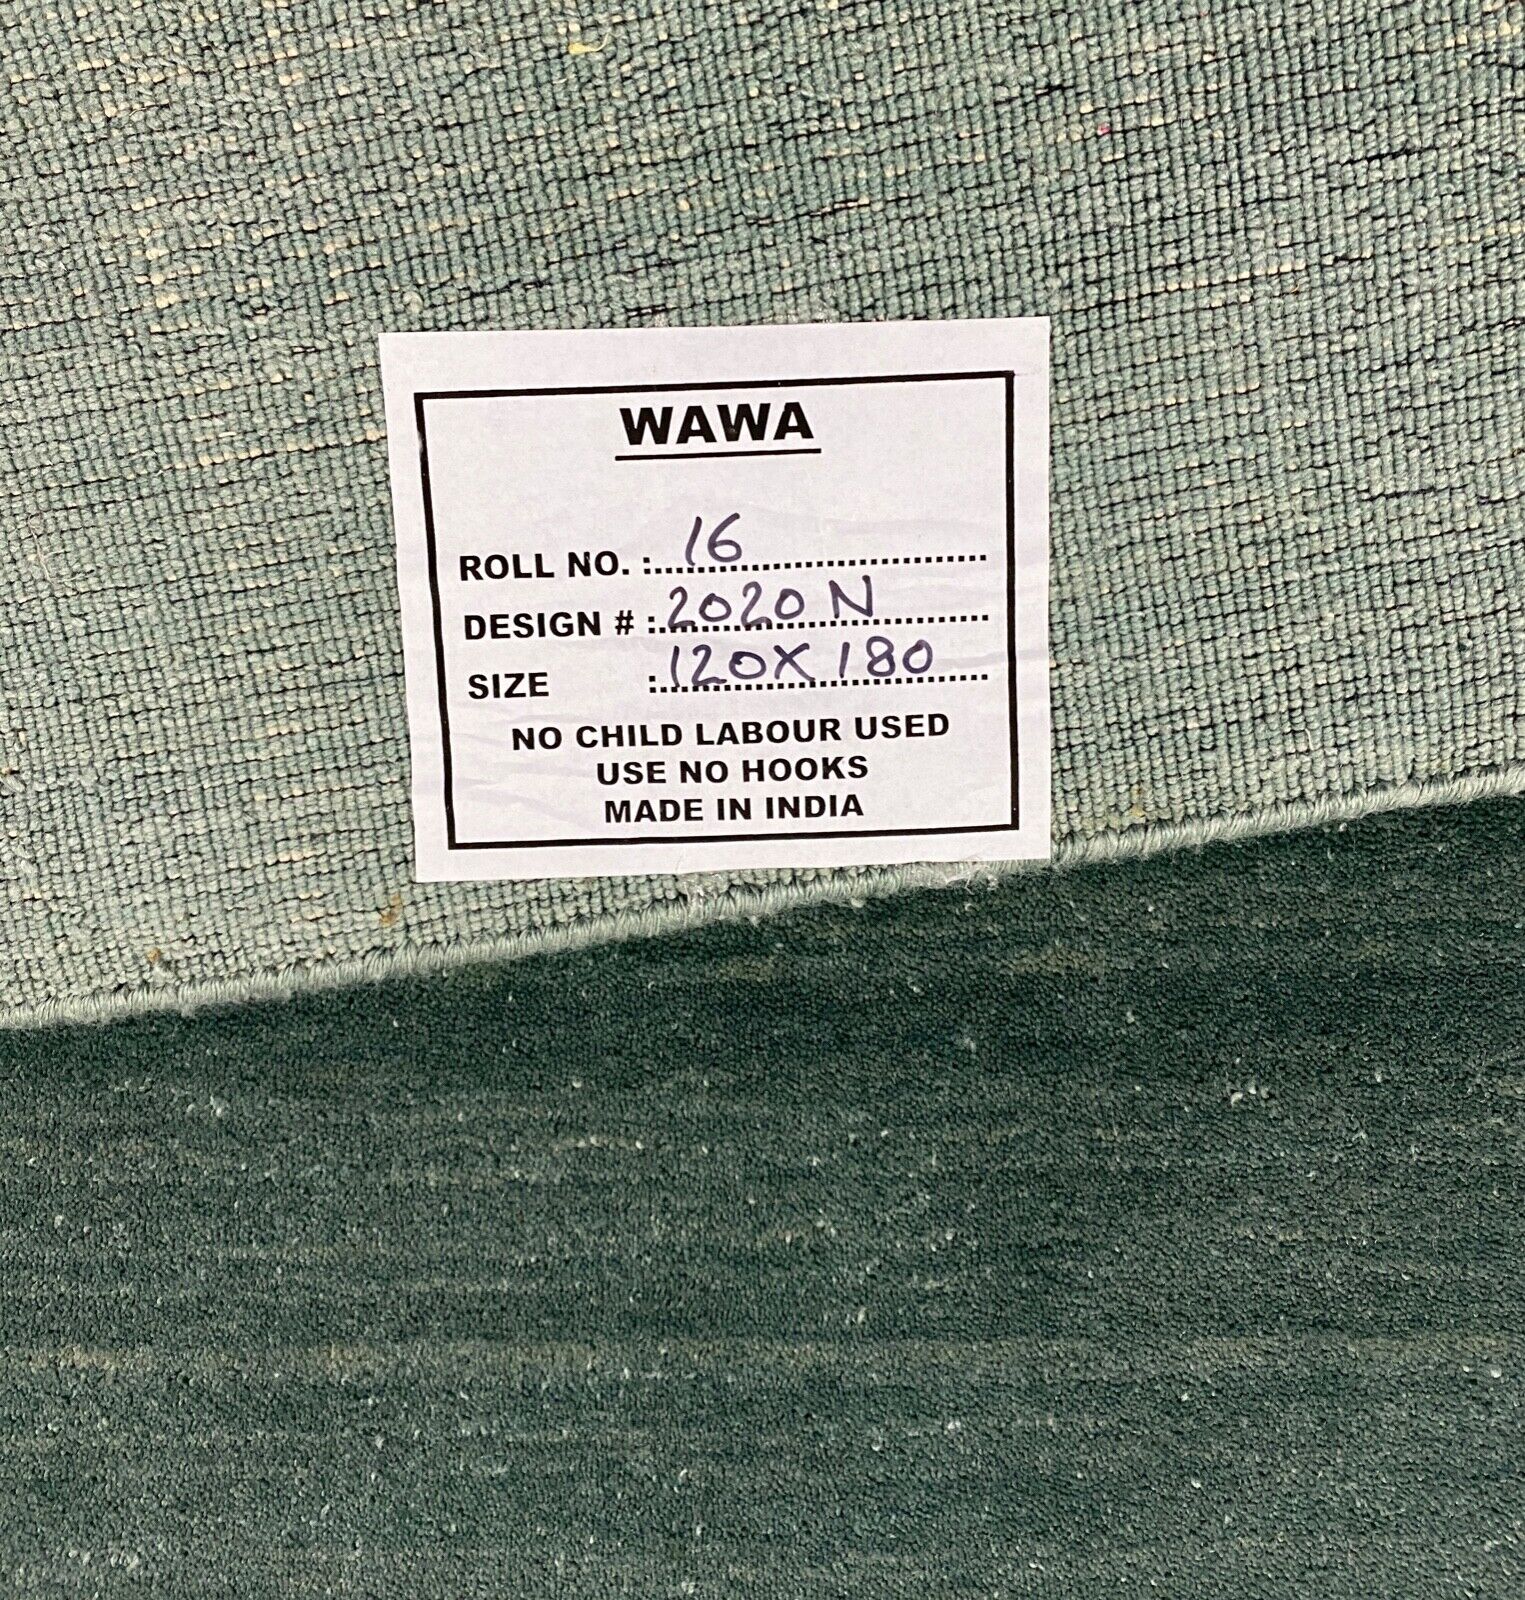 WAWA
ROLL NO. : 16
DESIGN # : 2020 N
SIZE : 120X180
NO CHILD LABOUR USED
USE NO HOOKS
MADE IN INDIA